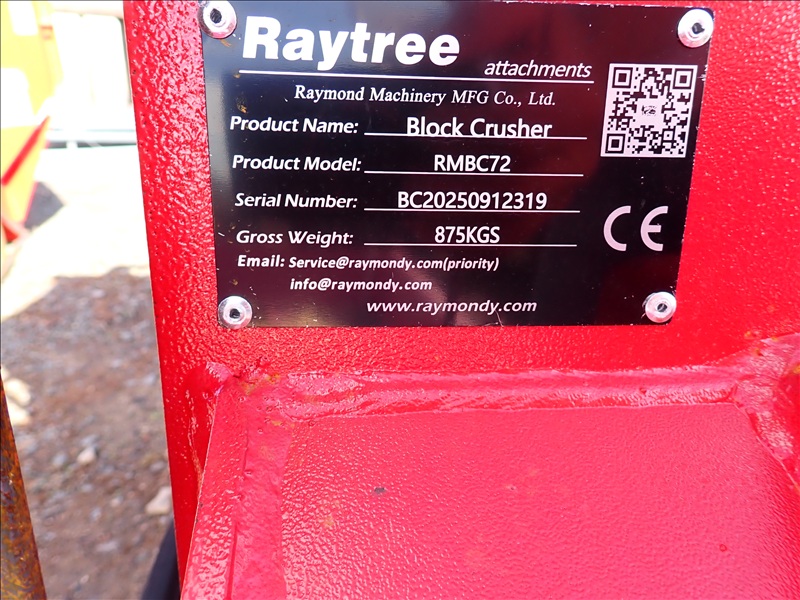 Raytree
attachments
Raymond Machinery MFG Co., Ltd.
Product Name: Block Crusher
Product Model: RMBC72
Serial Number: BC20250912319
Gross Weight: 875KGS
CE
Email: Service@raymondy.com(priority)
info@raymondy.com
www.raymondy.com